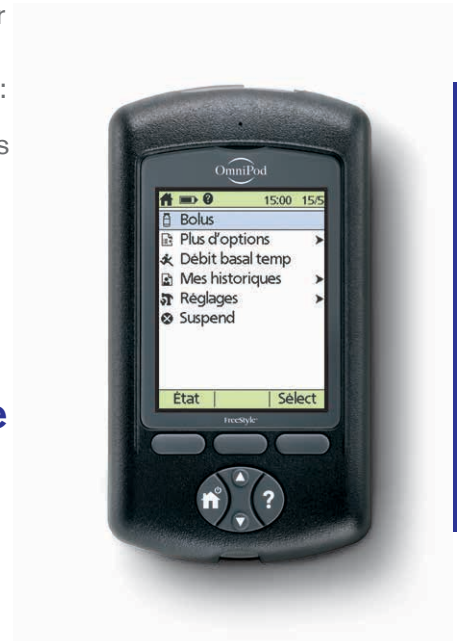 r
:
s
e
OmniPod
? 15:00 15/5
Bolus
Plus d'options
Débit basal temp
Mes historiques
Réglages
Suspend
État Sélect
FreeStyle
?